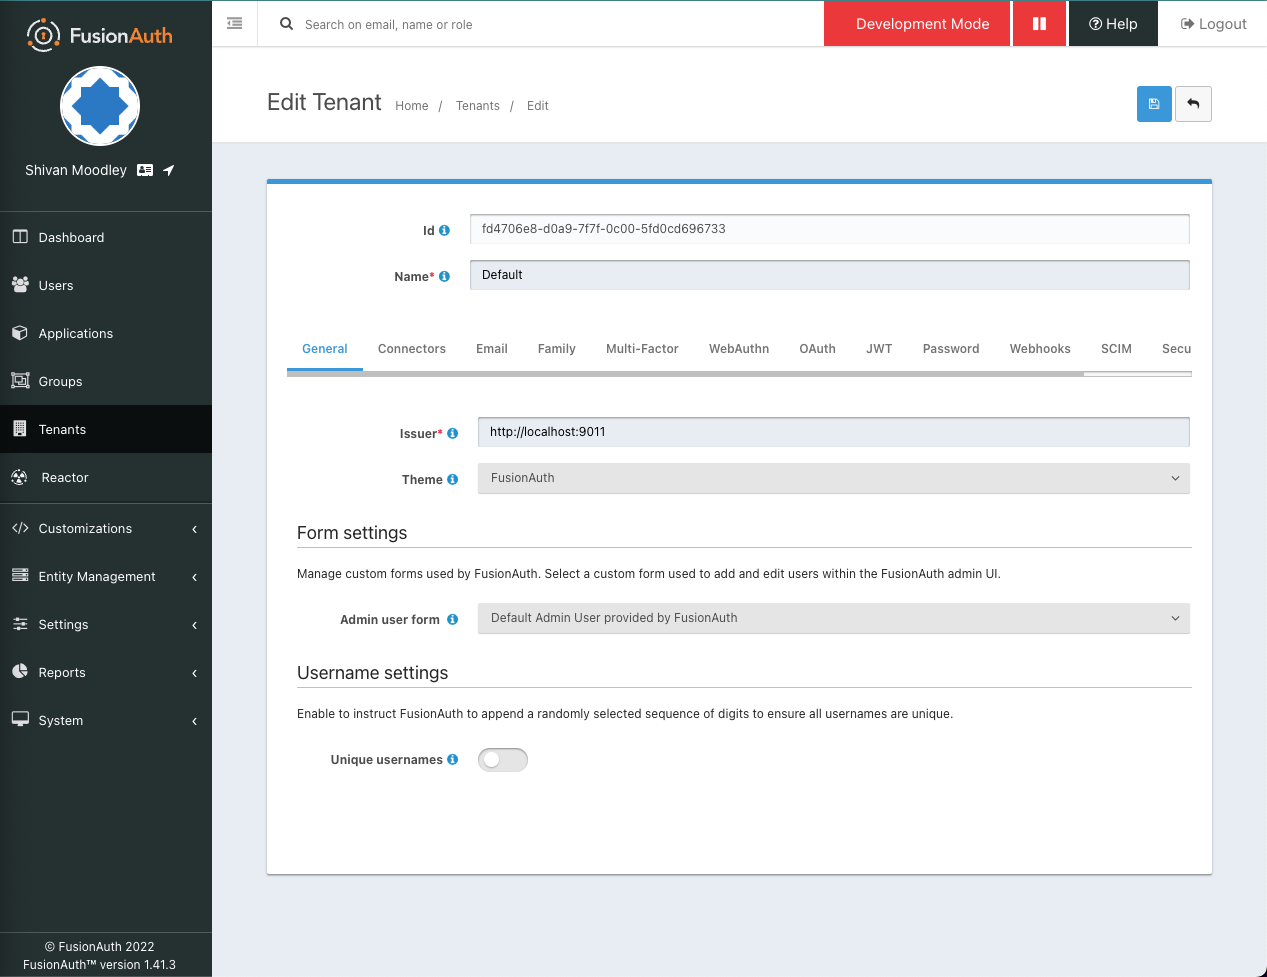 FusionAuth
Search on email, name or role
Development Mode
Help
Logout
Shivan Moodley
Edit Tenant
Home / Tenants / Edit
Dashboard
Users
Applications
Groups
Tenants
Reactor
Customizations
Entity Management
Settings
Reports
System
© FusionAuth 2022
FusionAuth™ version 1.41.3
Id fd4706e8-d0a9-7f7f-0c00-5fd0cd696733
Name* Default
General Connectors Email Family Multi-Factor WebAuthn OAuth JWT Password Webhooks SCIM Secu
Issuer* http://localhost:9011
Theme FusionAuth
Form settings
Manage custom forms used by FusionAuth. Select a custom form used to add and edit users within the FusionAuth admin UI.
Admin user form Default Admin User provided by FusionAuth
Username settings
Enable to instruct FusionAuth to append a randomly selected sequence of digits to ensure all usernames are unique.
Unique usernames